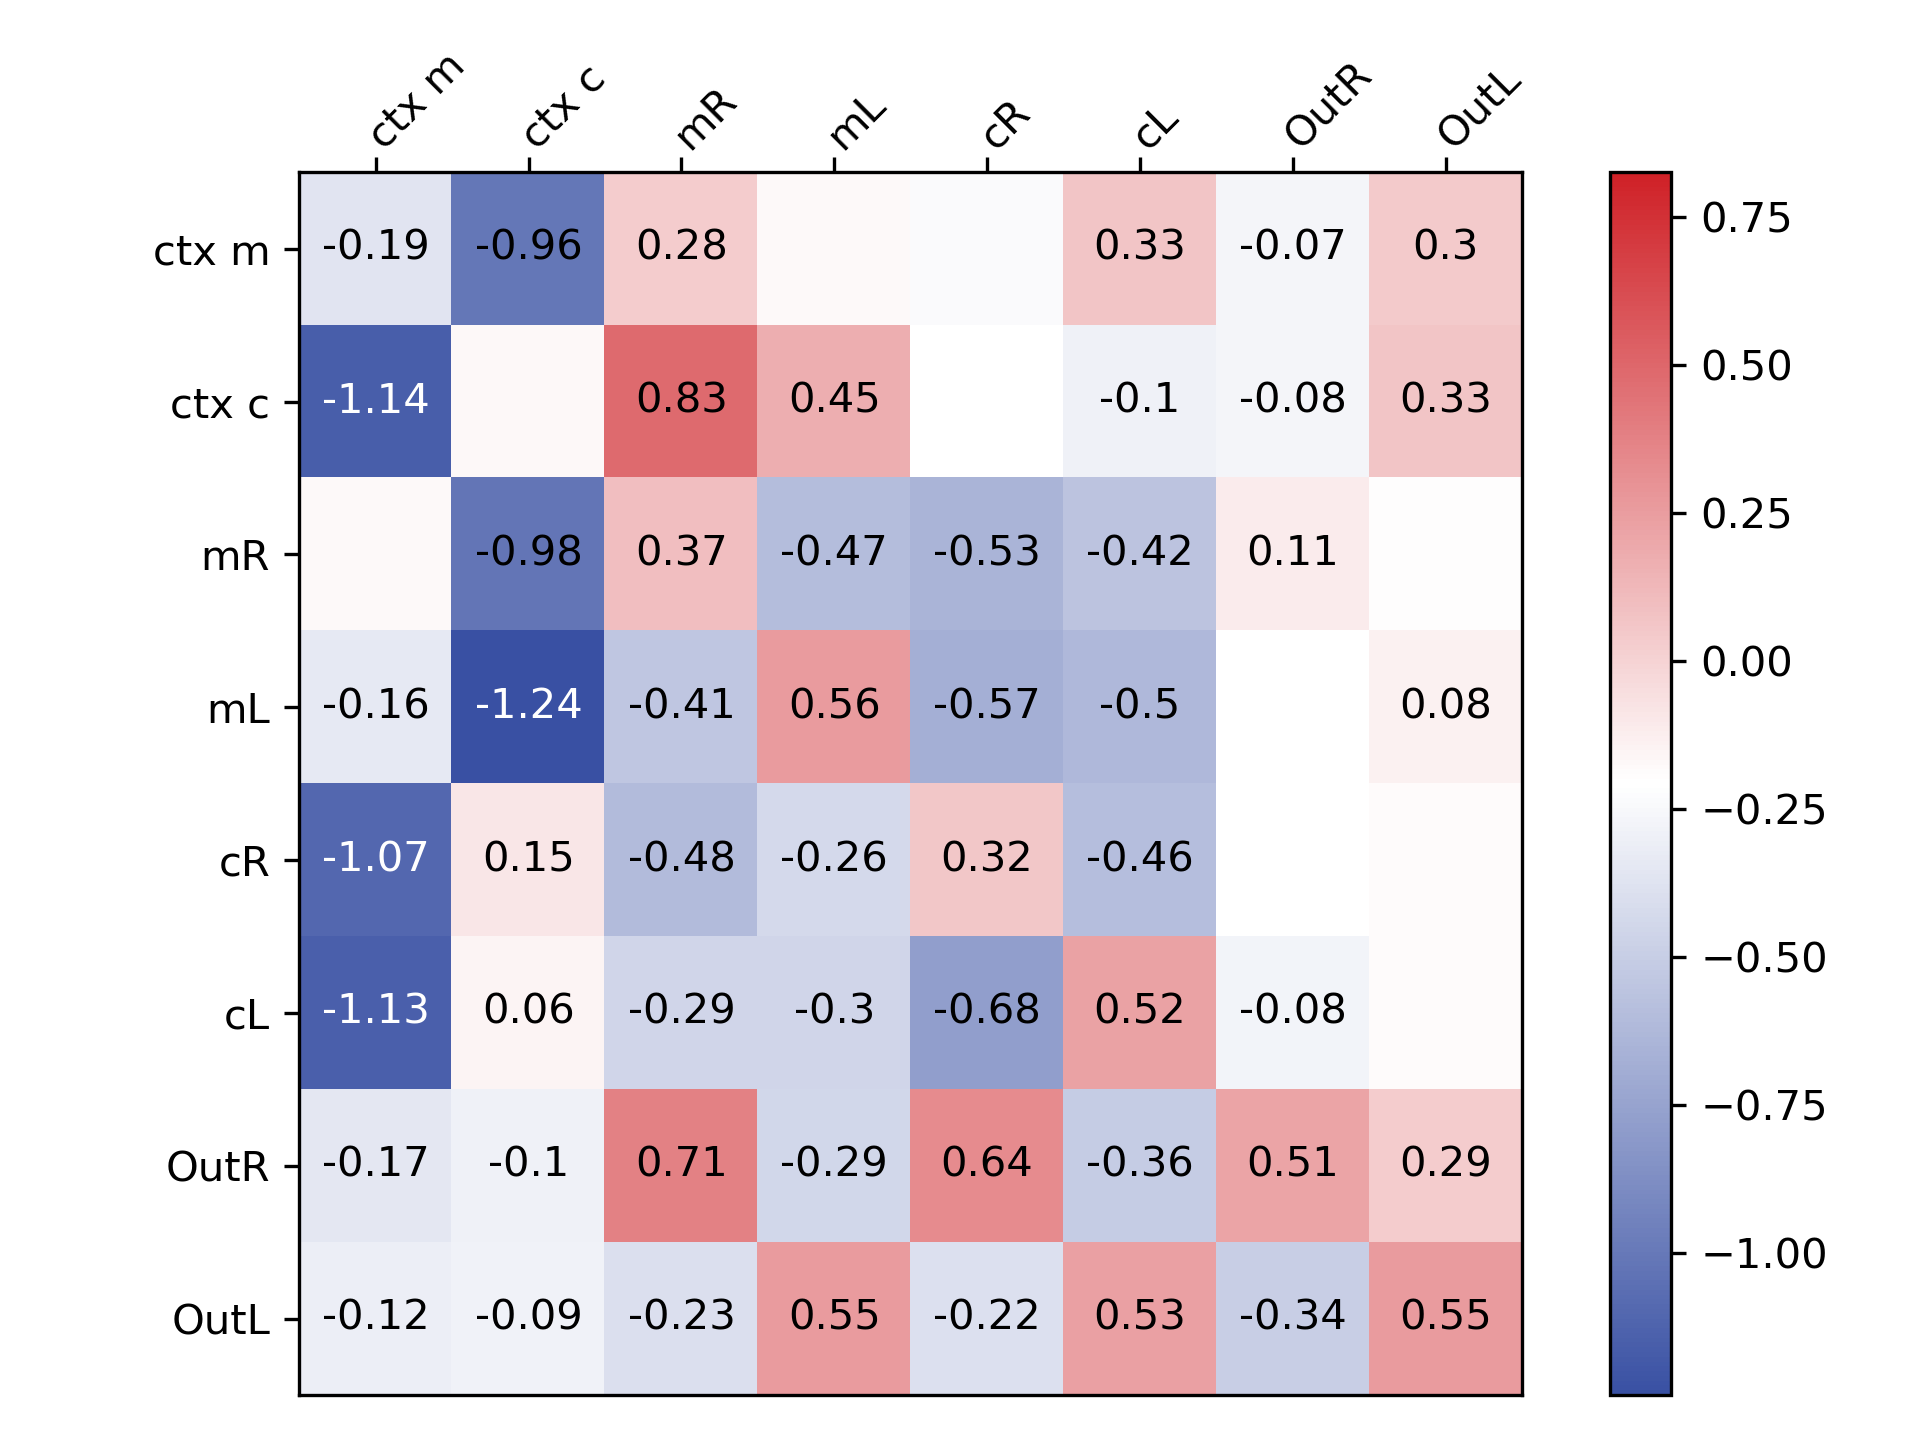 ctx m ctx c mR mL cR cL OutR OutL
ctx m -0.19 -0.96 0.28 0.33 -0.07 0.3
ctx c -1.14 0.83 0.45 -0.1 -0.08 0.33
mR -0.98 0.37 -0.47 -0.53 -0.42 0.11
mL -0.16 -1.24 -0.41 0.56 -0.57 -0.5 0.08
cR -1.07 0.15 -0.48 -0.26 0.32 -0.46
cL -1.13 0.06 -0.29 -0.3 -0.68 0.52 -0.08
OutR -0.17 -0.1 0.71 -0.29 0.64 -0.36 0.51 0.29
OutL -0.12 -0.09 -0.23 0.55 -0.22 0.53 -0.34 0.55
0.75
0.50
0.25
0.00
−0.25
−0.50
−0.75
−1.00